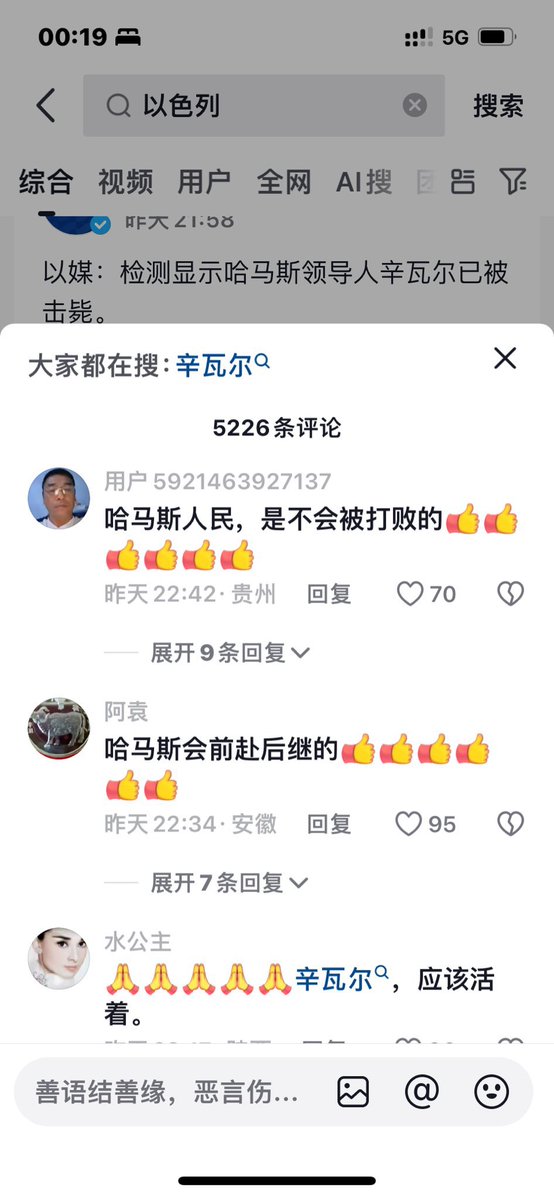 00:19
5G
以色列
搜索
综合 视频 用户 全网 AI搜 团
昨天 21:58
以媒：检测显示哈马斯领导人辛瓦尔已被
击毙。
大家都在搜：辛瓦尔
5226条评论
用户5921463927137
哈马斯人民，是不会被打败的👍👍
👍👍👍👍
昨天22:42·贵州 回复 70
展开9条回复
阿袁
哈马斯会前赴后继的👍👍👍👍
👍👍
昨天22:34·安徽 回复 95
展开7条回复
水公主
🙏🙏🙏🙏🙏辛瓦尔，应该活
着。
善语结善缘，恶言伤...